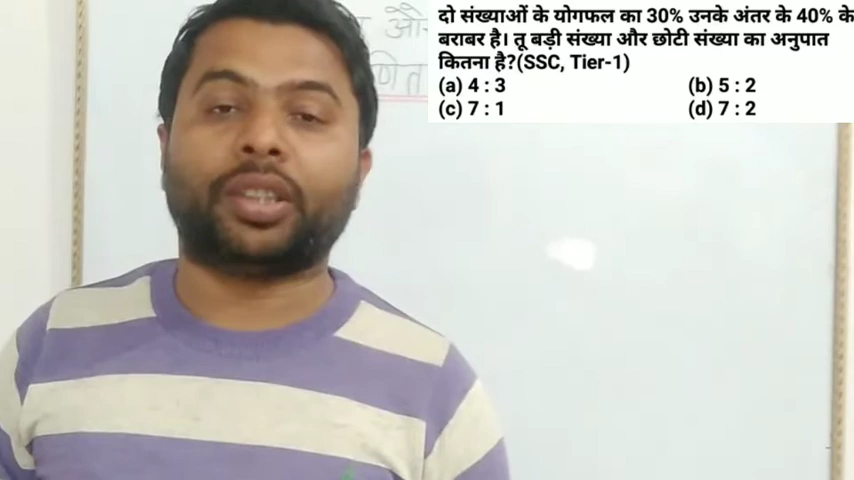 दो संख्याओं के योगफल का 30% उनके अंतर के 40% के
बराबर है। तू बड़ी संख्या और छोटी संख्या का अनुपात
कितना है?(SSC, Tier-1)
(a) 4 : 3 (b) 5 : 2
(c) 7 : 1 (d) 7 : 2